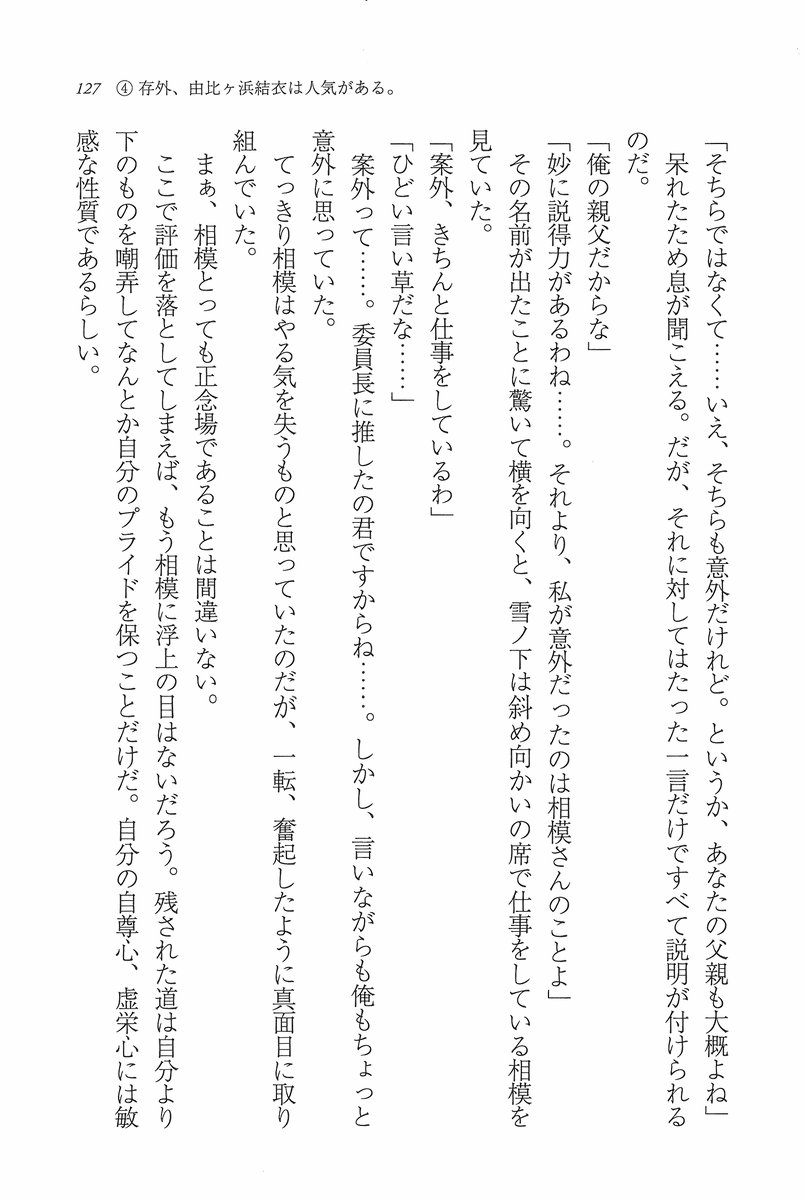 127 ④ 存外、由比ヶ浜結衣は人気がある。
「そちらではなくて……いえ、そちらも意外だけれど。というか、あなたの父親も大概よね」
呆れたため息が聞こえる。だが、それに対してはたった一言だけですべて説明が付けられる
のだ。
「俺の親父だからな」
「妙に説得力があるわね……。それより、私が意外だったのは相模さんのことよ」
その名前が出たことに驚いて横を向くと、雪ノ下は斜め向かいの席で仕事をしている相模を
見ていた。
「案外、きちんと仕事をしているわ」
「ひどい言い草だな……」
案外って……。委員長に推したの君ですからね……。しかし、言いながらも俺もちょっと
意外に思っていた。
てっきり相模はやる気を失うものと思っていたのだが、一転、奮起したように真面目に取り
組んでいた。
まぁ、相模とっても正念場であることは間違いない。
ここで評価を落としてしまえば、もう相模に浮上の目はないだろう。残された道は自分より
下のものを嘲弄してなんとか自分のプライドを保つことだけだ。自分の自尊心、虚栄心には敏
感な性質であるらしい。